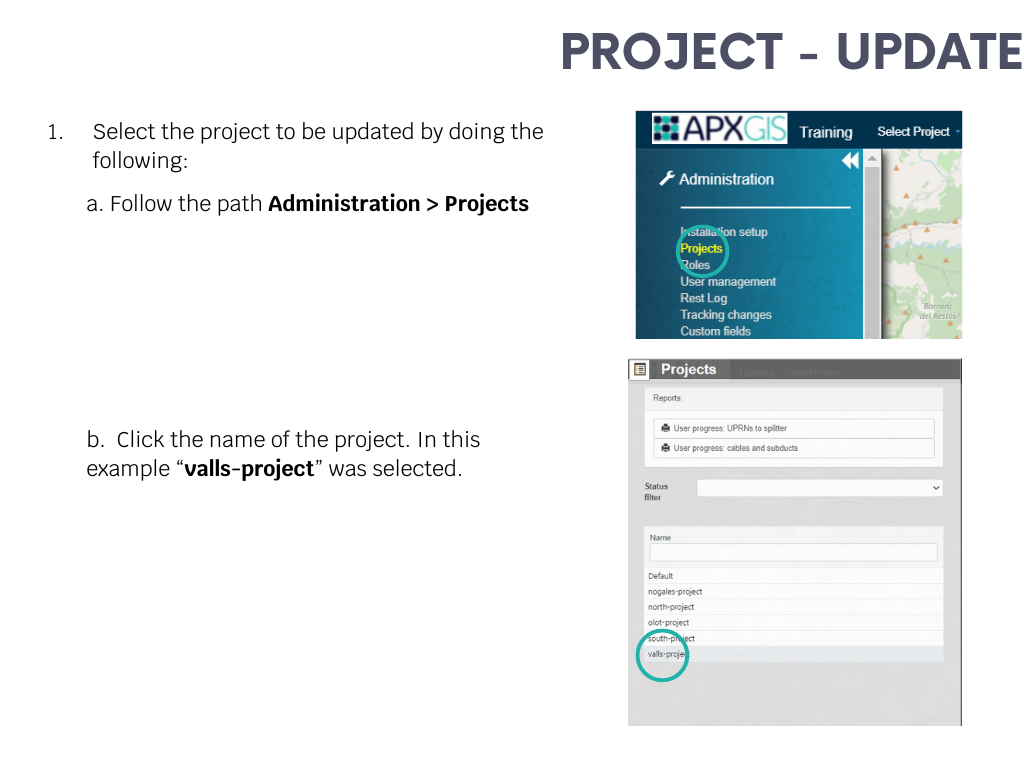 PROJECT - UPDATE
1. Select the project to be updated by doing the
following:
a. Follow the path Administration > Projects
b. Click the name of the project. In this
example “valls-project” was selected.
APXGIS Training Select Project
Administration
Installation setup
Projects
Roles
User management
Rest Log
Tracking changes
Custom fields
Barranc
del Restos
Projects
Training Select Project
Reports:
User progress: UPRNs to splitter
User progress: cables and subducts
Status
filter
Name
Default
nogales-project
north-project
olot-project
south-project
valls-project